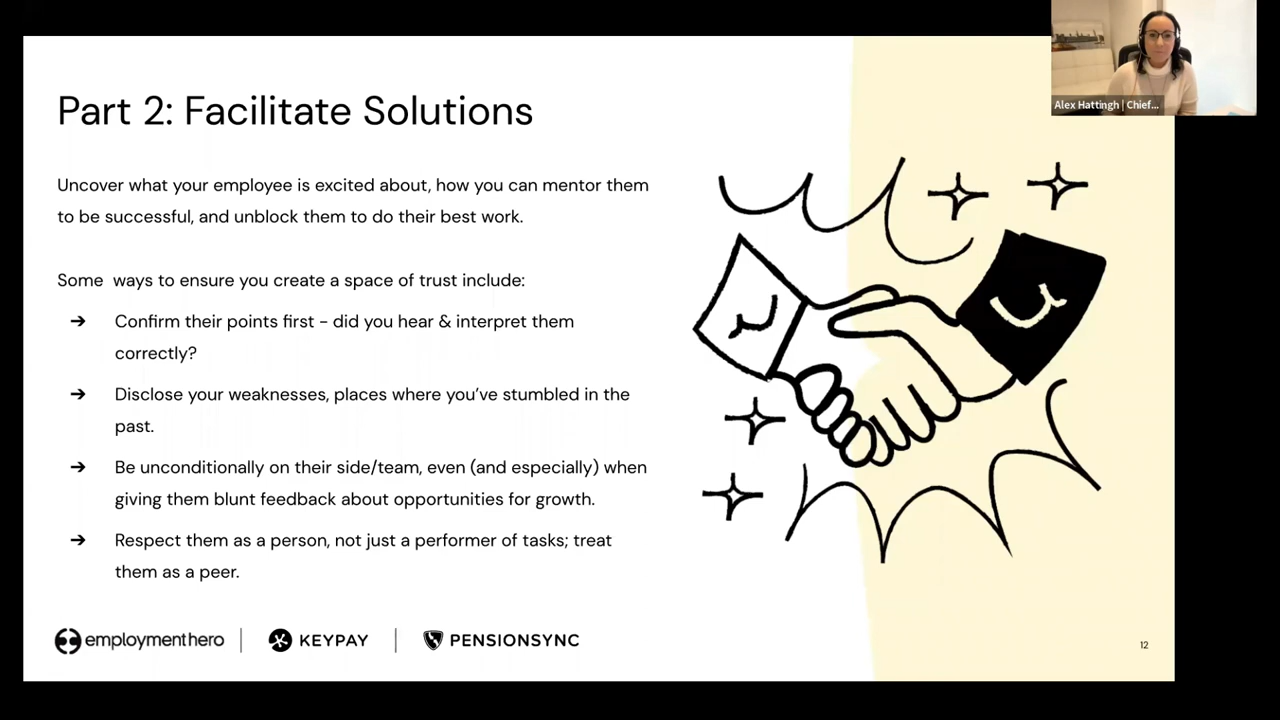 Alex Hattingh | Chief...
Part 2: Facilitate Solutions
Uncover what your employee is excited about, how you can mentor them
to be successful, and unblock them to do their best work.
Some  ways to ensure you create a space of trust include:
➔ Confirm their points first - did you hear & interpret them
correctly?
➔ Disclose your weaknesses, places where you’ve stumbled in the
past.
➔ Be unconditionally on their side/team, even (and especially) when
giving them blunt feedback about opportunities for growth.
➔ Respect them as a person, not just a performer of tasks; treat
them as a peer.
employmenthero | KEYPAY | PENSIONSYNC
12